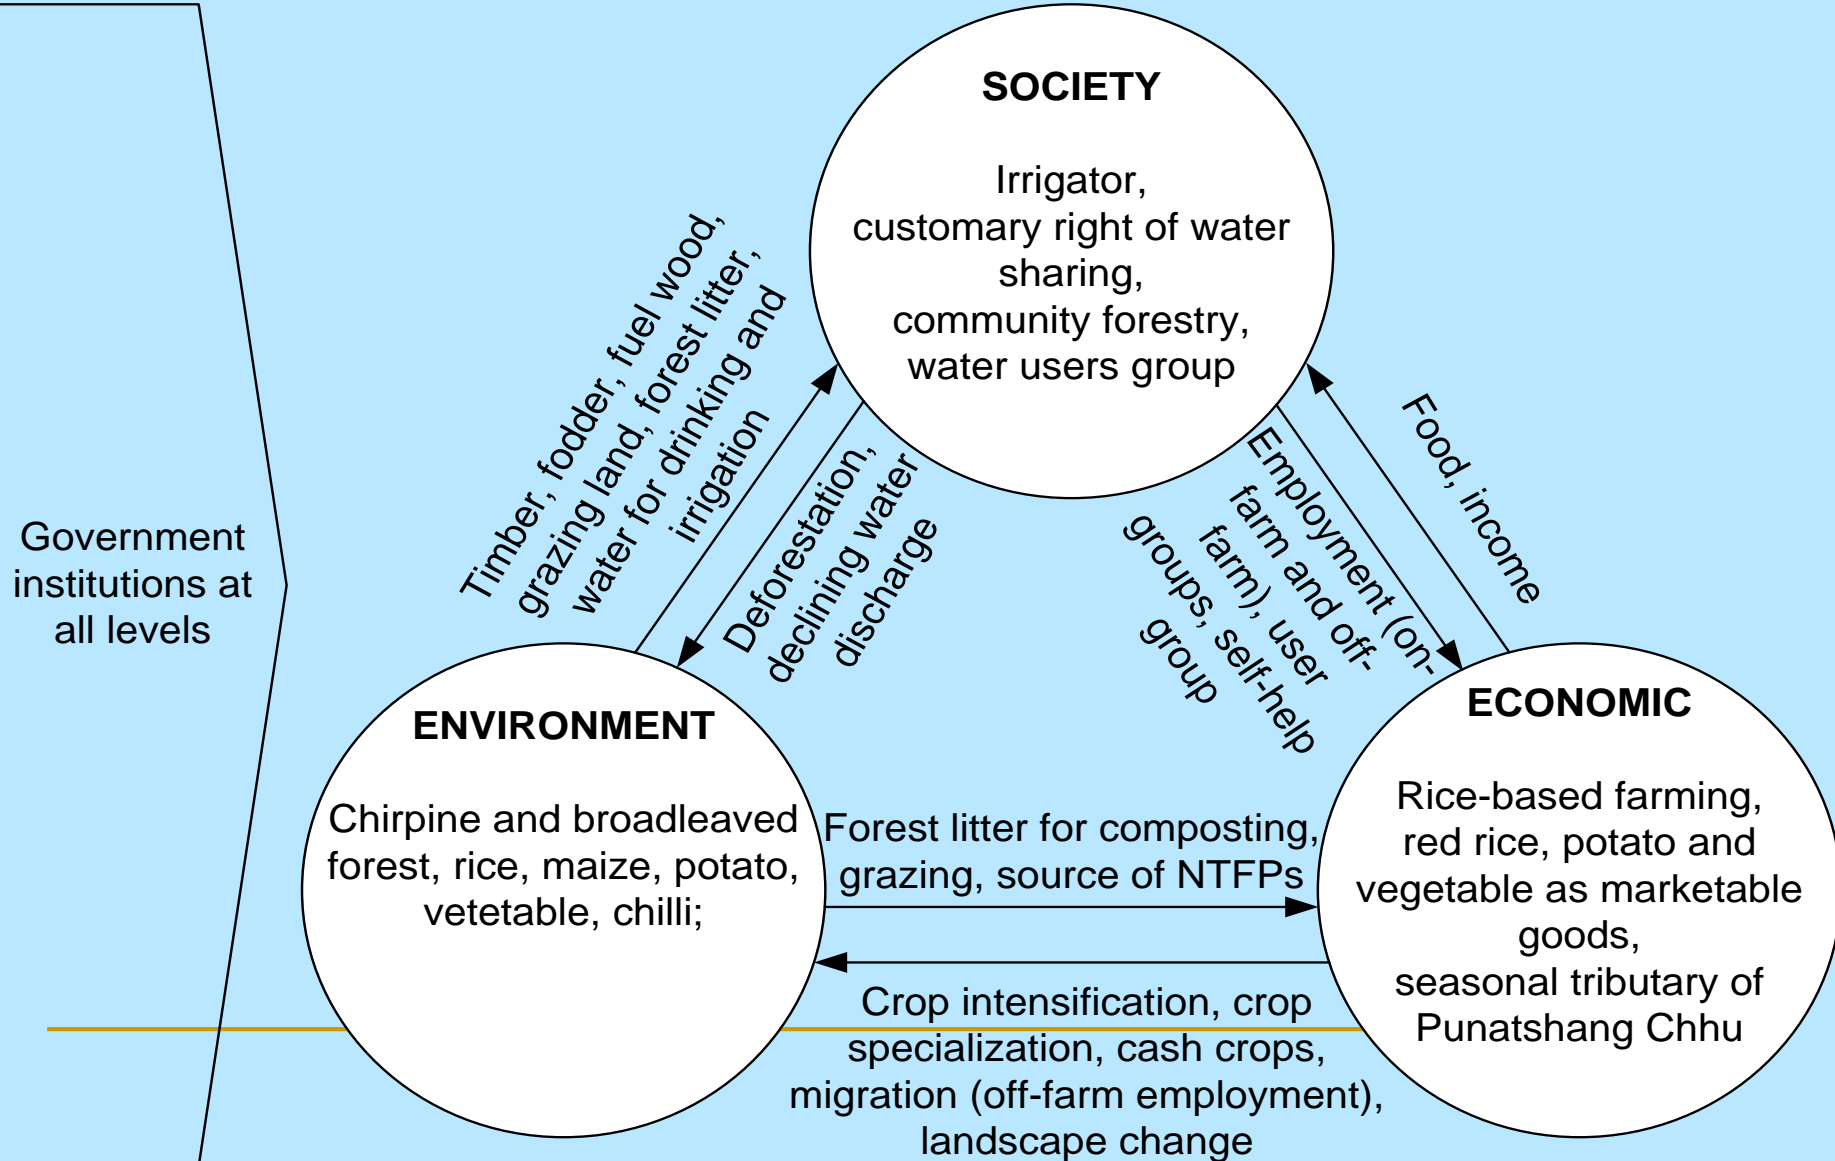 Government
institutions at
all levels
SOCIETY
Irrigator,
customary right of water
sharing,
community forestry,
water users group
Timber, fodder, fuel wood,
grazing land, forest litter,
water for drinking and
irrigation
Deforestation,
declining water
discharge
Employment (on-
farm and off-
farm), user
groups, self-help
group
Food, income
ENVIRONMENT
Chirpine and broadleaved
forest, rice, maize, potato,
vetetable, chilli;
Forest litter for composting,
grazing, source of NTFPs
Crop intensification, crop
specialization, cash crops,
migration (off-farm employment),
landscape change
ECONOMIC
Rice-based farming,
red rice, potato and
vegetable as marketable
goods,
seasonal tributary of
Punatshang Chhu